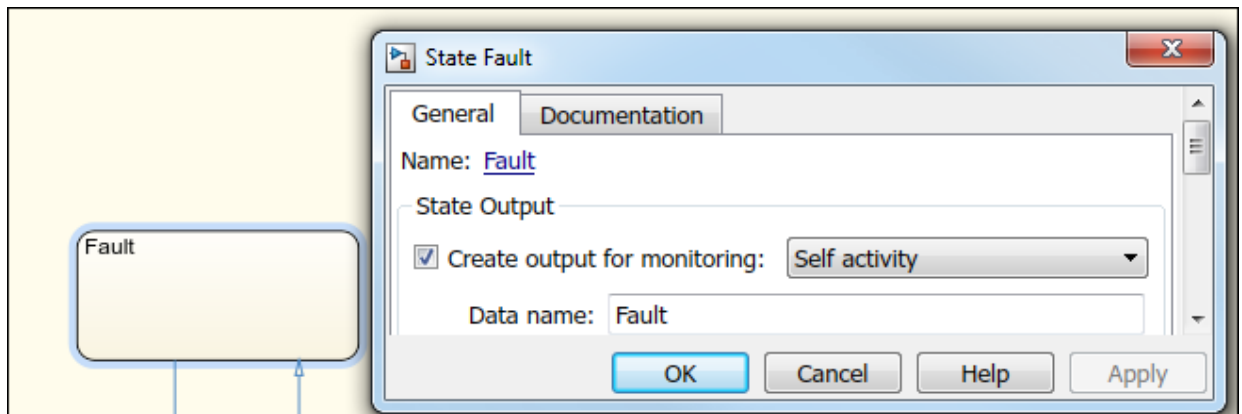 State Fault
General Documentation
Name: Fault
State Output
Fault
Create output for monitoring: Self activity
Data name: Fault
OK Cancel Help Apply